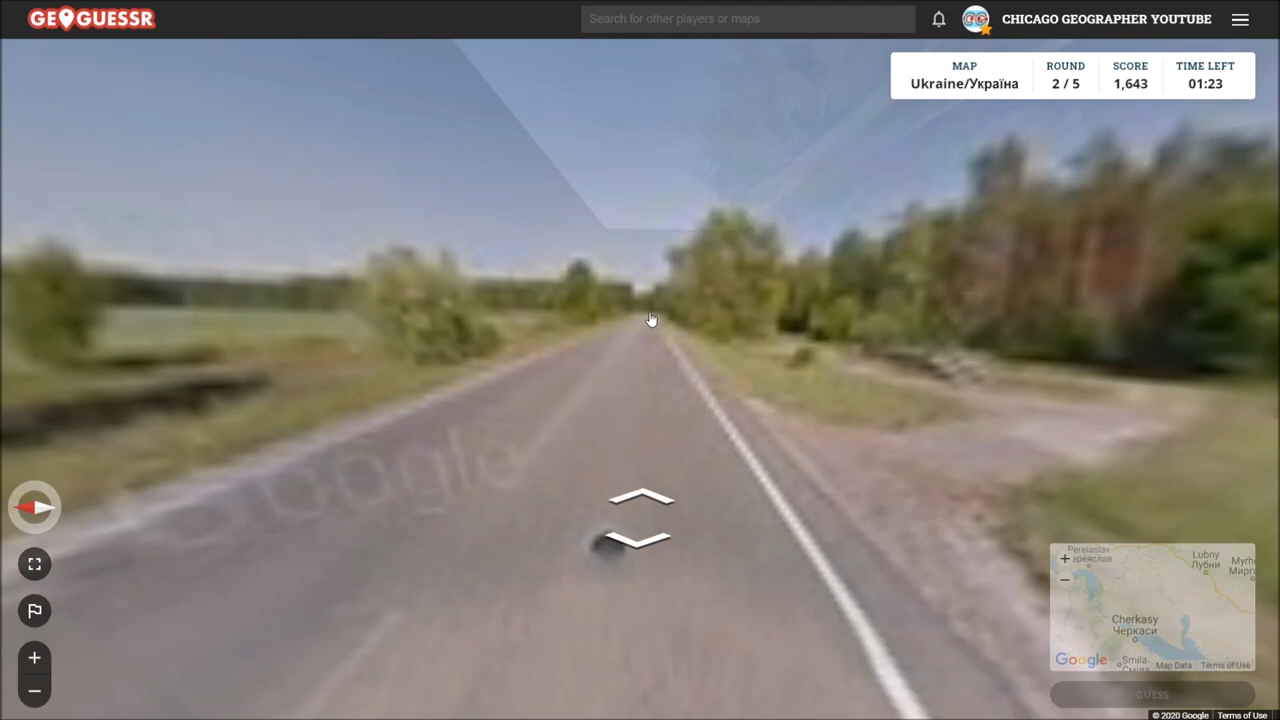 GEOGUESSR
Search for other players or maps
CHICAGO GEOGRAPHER YOUTUBE
MAP
Ukraine/Україна
ROUND
2 / 5
SCORE
1,643
TIME LEFT
01:23
Pereiaslav
Lubny
Лубни
Cherkasy
Черкаси
Smila
Сміла
Google
Map Data
Terms of Use
GUESS
© 2020 Google
Terms of Use